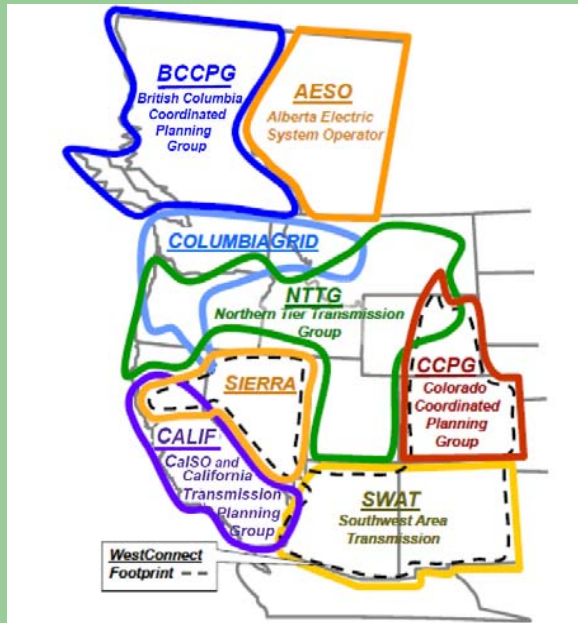 BCCPG
British Columbia
Coordinated
Planning
Group
AESO
Alberta Electric
System Operator
COLUMBIAGRID
NTTG
Northern Tier Transmission
Group
CCPG
Colorado
Coordinated
Planning
Group
SIERRA
CALIF
CaISO and
California
Transmission
Planning
Group
SWAT
Southwest Area
Transmission
WestConnect
Footprint